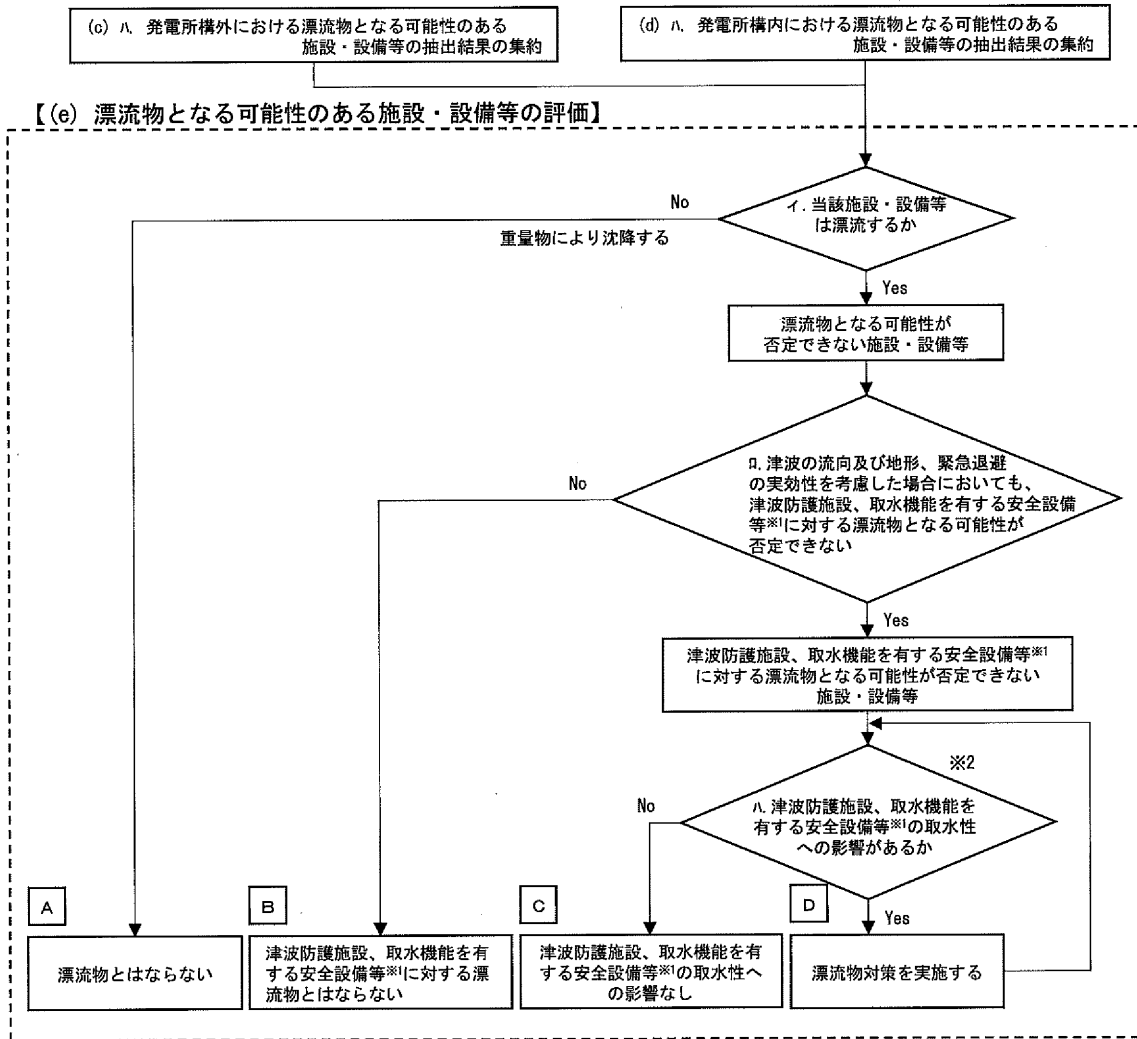 (c) ハ. 発電所構外における漂流物となる可能性のある
施設・設備等の抽出結果の集約
(d) ハ. 発電所構内における漂流物となる可能性のある
施設・設備等の抽出結果の集約
【(e) 漂流物となる可能性のある施設・設備等の評価】
イ. 当該施設・設備等
は漂流するか
No
重量物により沈降する
Yes
漂流物となる可能性が
否定できない施設・設備等
ロ. 津波の流向及び地形、緊急退避
の実効性を考慮した場合においても、
津波防護施設、取水機能を有する安全設備
等※1に対する漂流物となる可能性が
否定できない
No
Yes
津波防護施設、取水機能を有する安全設備等※1
に対する漂流物となる可能性が否定できない
施設・設備等
※2
ハ. 津波防護施設、取水機能を
有する安全設備等※1の取水性
への影響があるか
No
Yes
A
漂流物とはならない
B
津波防護施設、取水機能を有
する安全設備等※1に対する漂
流物とはならない
C
津波防護施設、取水機能を有
する安全設備等※1の取水性へ
の影響なし
D
漂流物対策を実施する